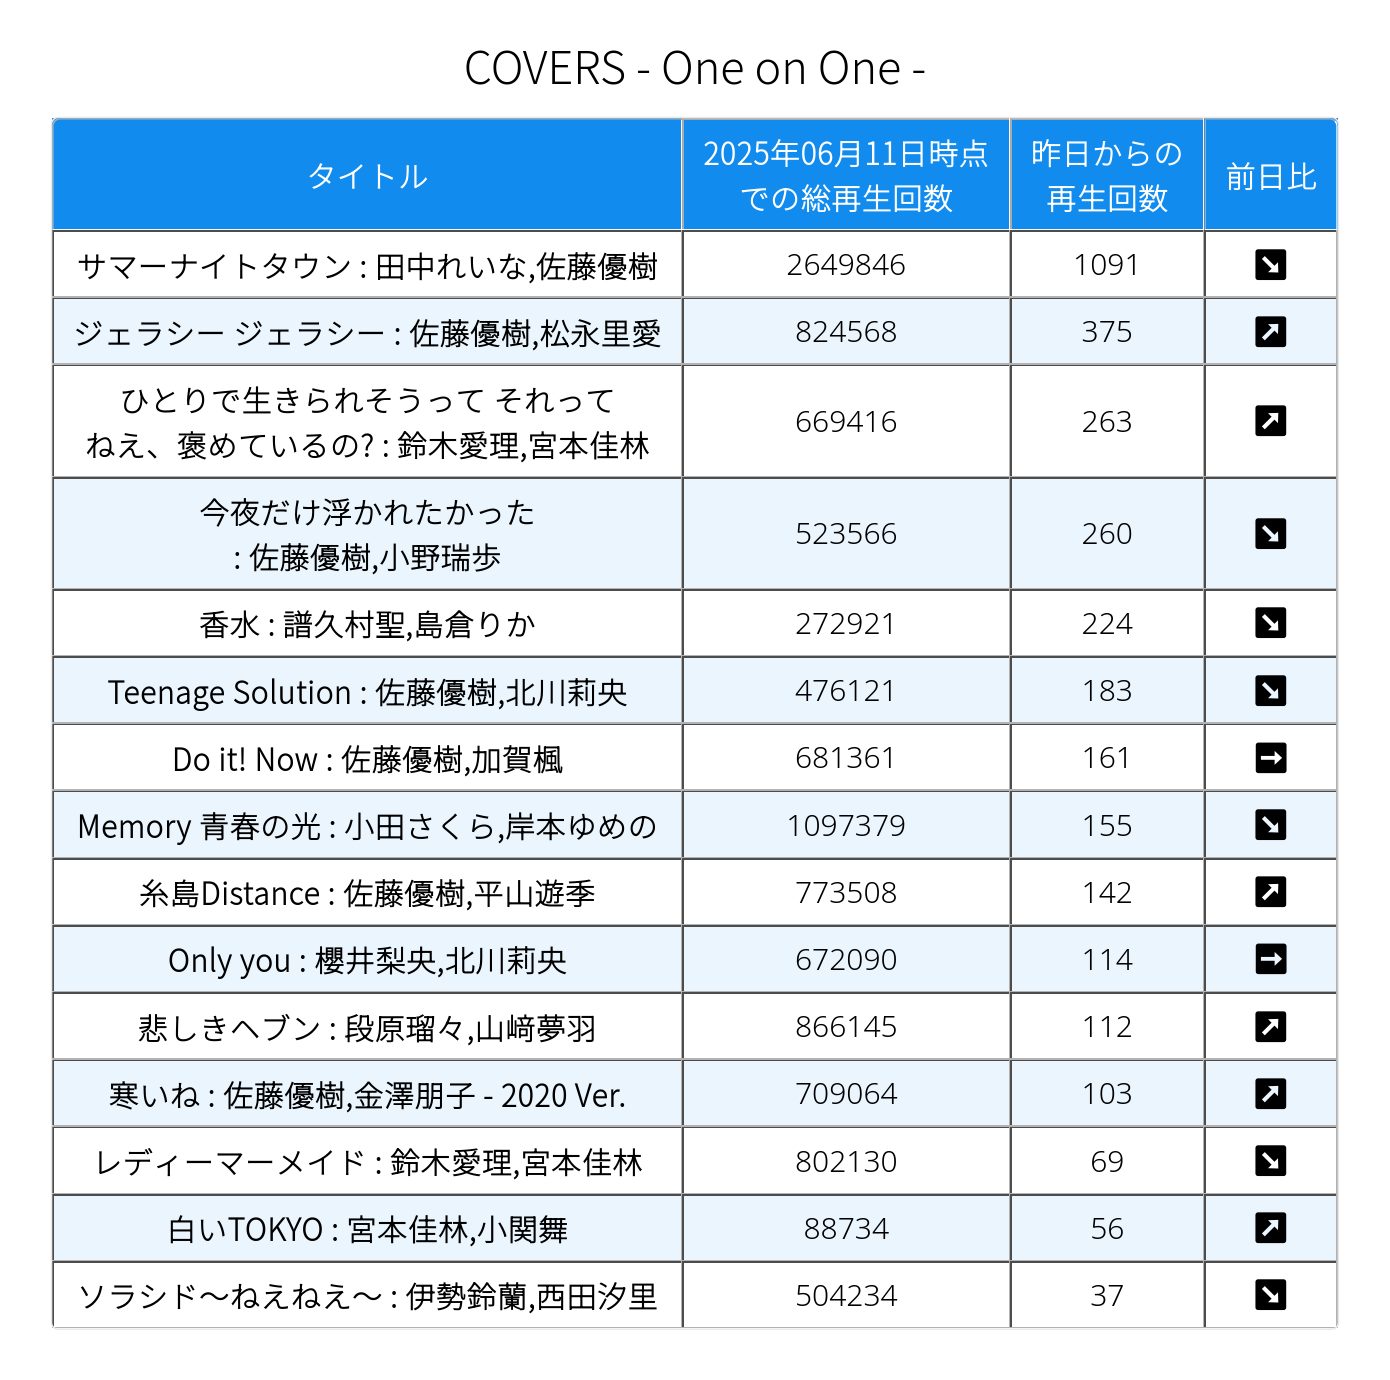 COVERS - One on One -
タイトル
2025年06月11日時点
での総再生回数
昨日からの
再生回数
前日比
サマーナイトタウン : 田中れいな,佐藤優樹
2649846
1091
↘
ジェラシー ジェラシー : 佐藤優樹,松永里愛
824568
375
↗
ひとりで生きられそうって それって
ねえ、褒めているの? : 鈴木愛理,宮本佳林
669416
263
↗
今夜だけ浮かれたかった
: 佐藤優樹,小野瑞歩
523566
260
↘
香水 : 譜久村聖,島倉りか
272921
224
↘
Teenage Solution : 佐藤優樹,北川莉央
476121
183
↘
Do it! Now : 佐藤優樹,加賀楓
681361
161
→
Memory 青春の光 : 小田さくら,岸本ゆめの
1097379
155
↘
糸島Distance : 佐藤優樹,平山遊季
773508
142
↗
Only you : 櫻井梨央,北川莉央
672090
114
→
悲しきヘブン : 段原瑠々,山﨑夢羽
866145
112
↗
寒いね : 佐藤優樹,金澤朋子 - 2020 Ver.
709064
103
↗
レディーマーメイド : 鈴木愛理,宮本佳林
802130
69
↘
白いTOKYO : 宮本佳林,小関舞
88734
56
↗
ソラシド〜ねえねえ〜 : 伊勢鈴蘭,西田汐里
504234
37
↘